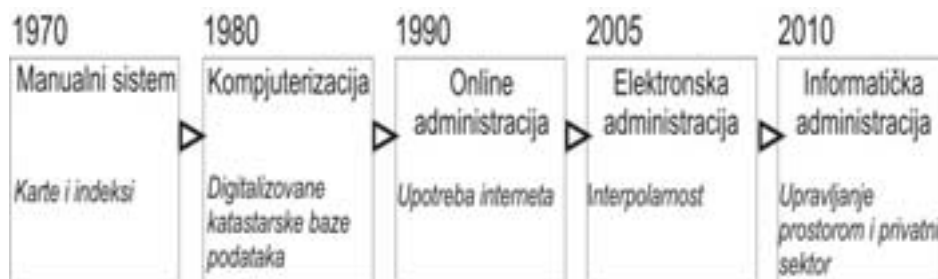 1970
Manualni sistem
Karte i indeksi
1980
Kompjuterizacija
Digitalizovane
katastarske baze
podataka
1990
Online
administracija
Upotreba interneta
2005
Elektronska
administracija
Interpolarnost
2010
Informatička
administracija
Upravljanje
prostorom i privatni
sektor